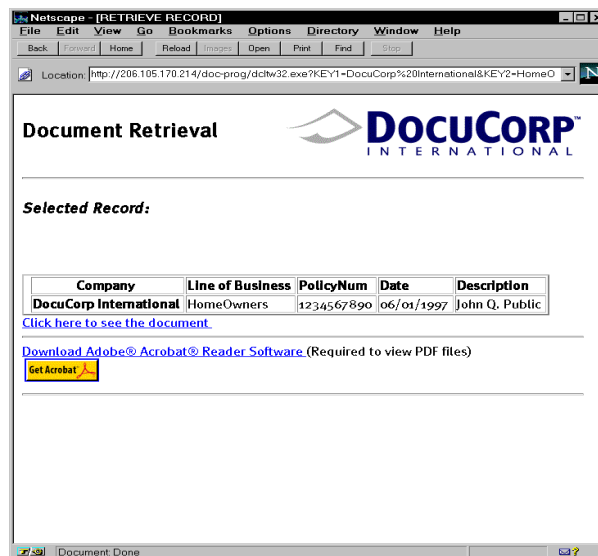 Netscape - [RETRIEVE RECORD]
File Edit View Go Bookmarks Options Directory Window Help
Back Forward Home Reload Images Open Print Find Stop
Location: http://206.105.170.214/doc-prog/dcltw32.exe?KEY1=DocuCorp%20International&KEY2=HomeO
N
Document Retrieval
DOCUCORP™
INTERNATIONAL
Selected Record:
Company Line of Business PolicyNum Date Description
DocuCorp International HomeOwners 1234567890 06/01/1997 John Q. Public
Click here to see the document
Download Adobe® Acrobat® Reader Software (Required to view PDF files)
Get Acrobat
Document: Done